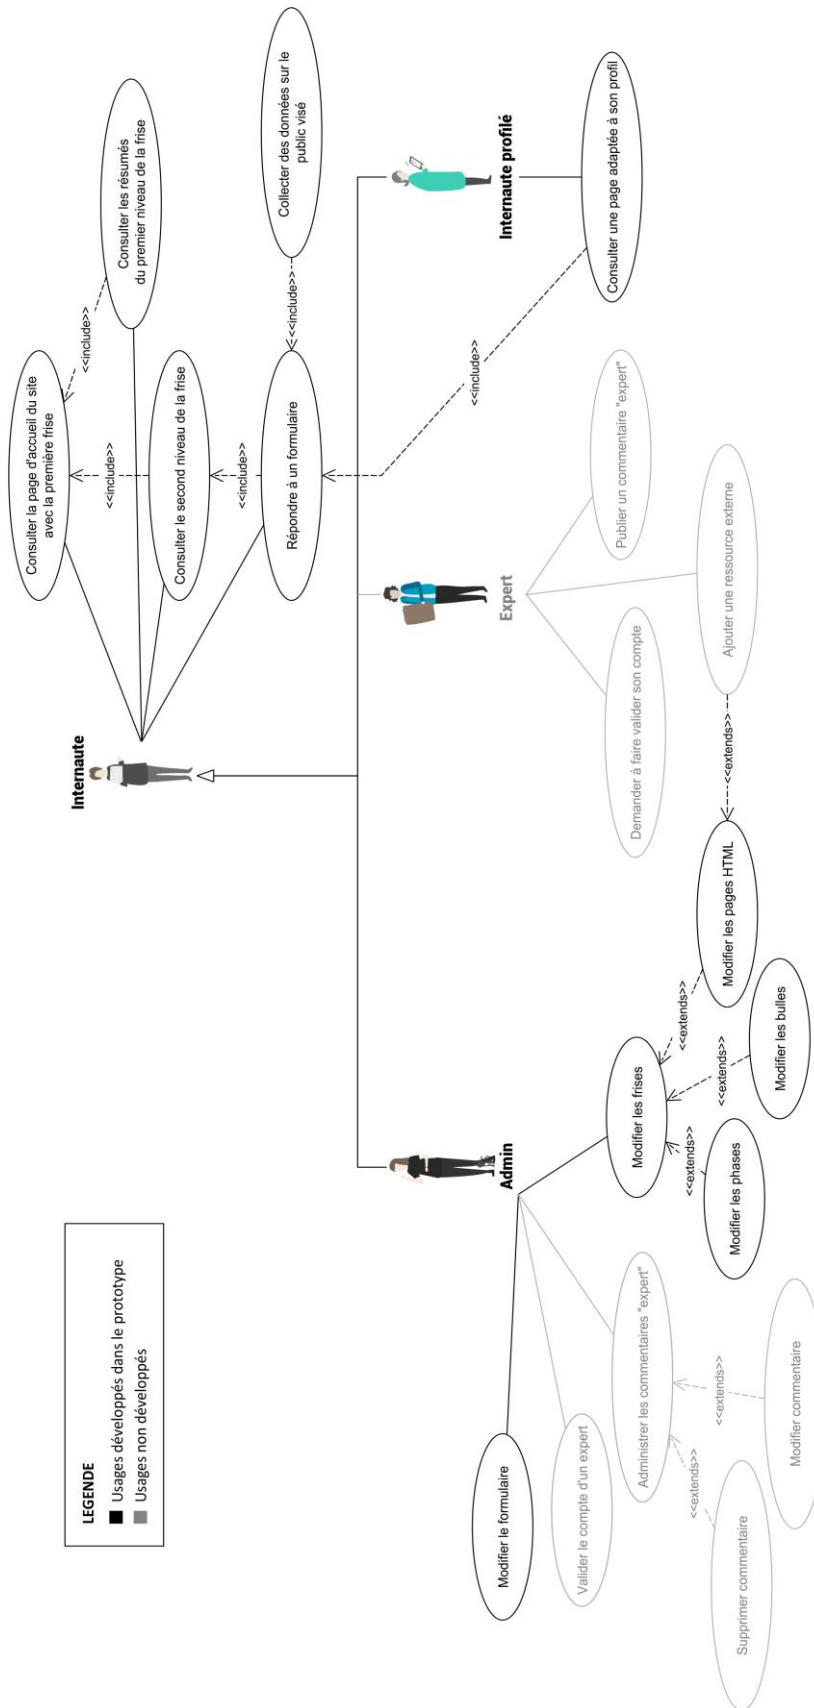 LEGENDE
Usages développés dans le prototype
Usages non développés
Internaute
Consulter la page d'accueil du site
avec la première frise
Consulter les résumés
du premier niveau de la frise
<<include>>
<<include>>
Consulter le second niveau de la frise
<<include>>
Répondre à un formulaire
<<include>>
Collecter des données sur le
public visé
<<include>>
Admin
Expert
Internaute profilé
Modifier le formulaire
Valider le compte d'un expert
Administrer les commentaires "expert"
<<extends>>
<<extends>>
Supprimer commentaire
Modifier commentaire
Modifier les frises
<<extends>>
<<extends>>
<<extends>>
Modifier les phases
Modifier les bulles
Modifier les pages HTML
<<extends>>
Demander à faire valider son compte
Publier un commentaire "expert"
Ajouter une ressource externe
Consulter une page adaptée à son profil